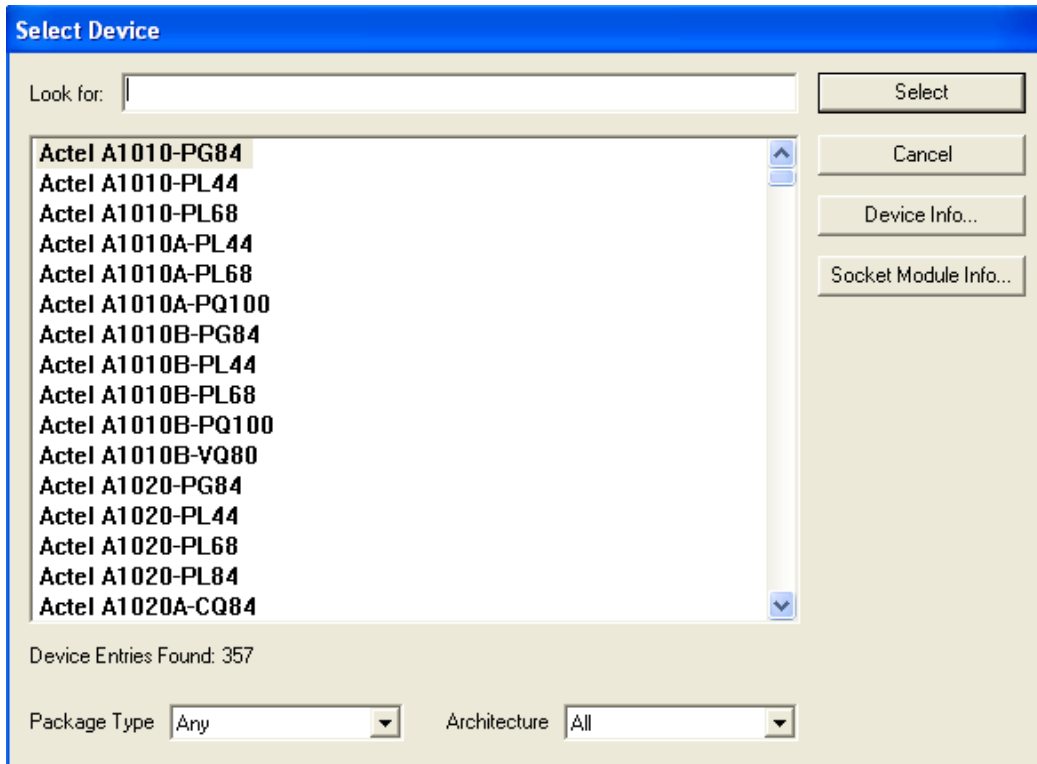 Select Device
Look for:
Select
Actel A1010-PG84
Cancel
Actel A1010-PL44
Actel A1010-PL68
Device Info...
Actel A1010A-PL44
Actel A1010A-PL68
Socket Module Info...
Actel A1010A-PQ100
Actel A1010B-PG84
Actel A1010B-PL44
Actel A1010B-PL68
Actel A1010B-PQ100
Actel A1010B-VQ80
Actel A1020-PG84
Actel A1020-PL44
Actel A1020-PL68
Actel A1020-PL84
Actel A1020A-CQ84
Device Entries Found: 357
Package Type Any Architecture All